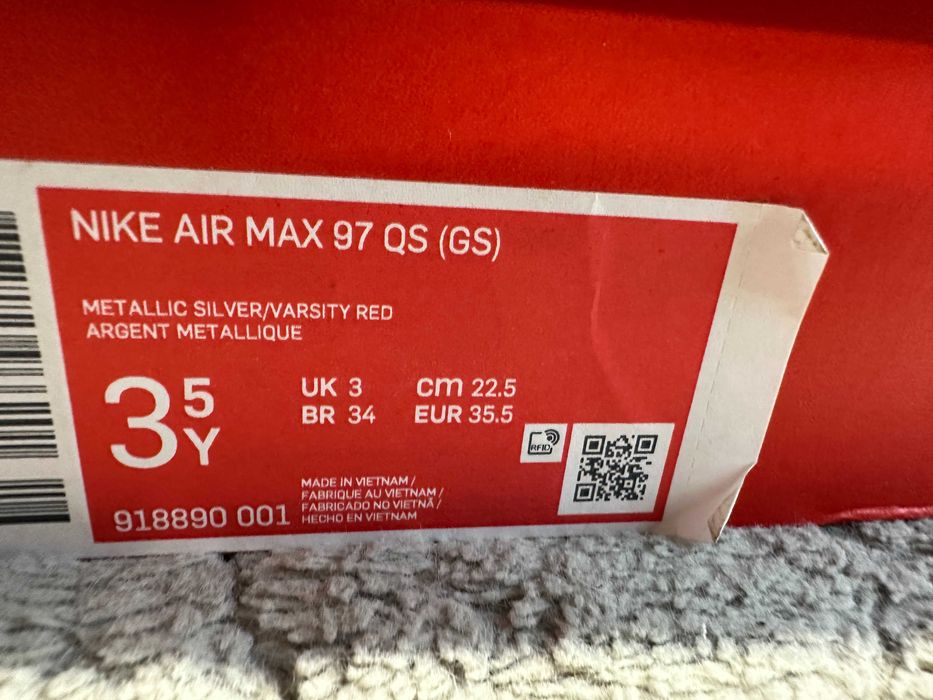 NIKE AIR MAX 97 QS (GS)
METALLIC SILVER/VARSITY RED
ARGENT METALLIQUE
3 5 Y
UK 3 cm 22.5
BR 34 EUR 35.5
RFID
MADE IN VIETNAM /
FABRIQUE AU VIETNAM /
FABRICADO NO VIETNÃ /
HECHO EN VIETNAM
918890 001